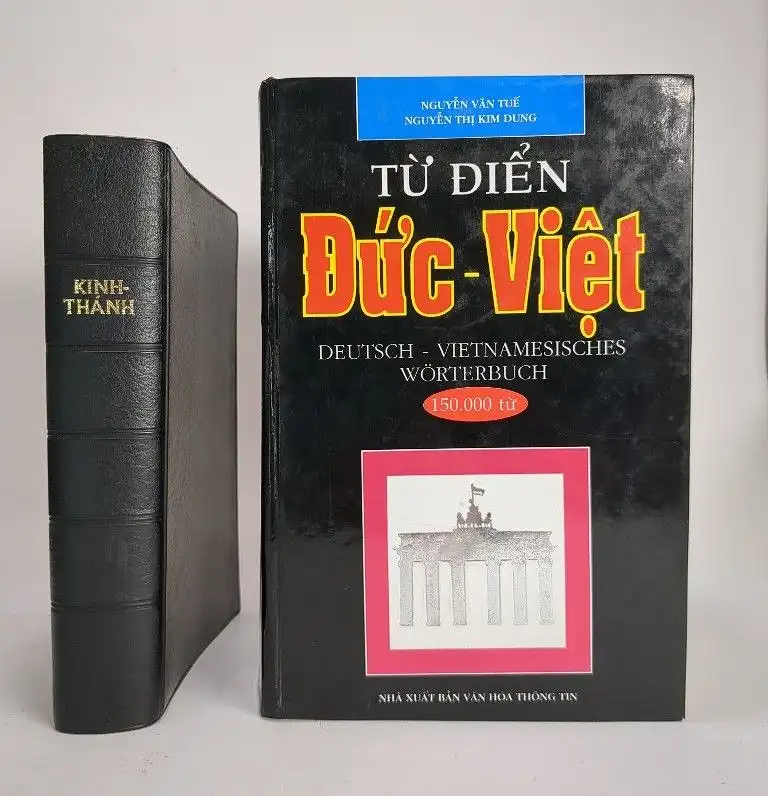 KINH-
THÁNH
NGUYỄN VĂN TUẾ
NGUYỄN THỊ KIM DUNG
TỪ ĐIỂN
Đức - Việt
DEUTSCH - VIETNAMESISCHES
WÖRTERBUCH
150.000 từ
NHÀ XUẤT BẢN VĂN HÓA THÔNG TIN